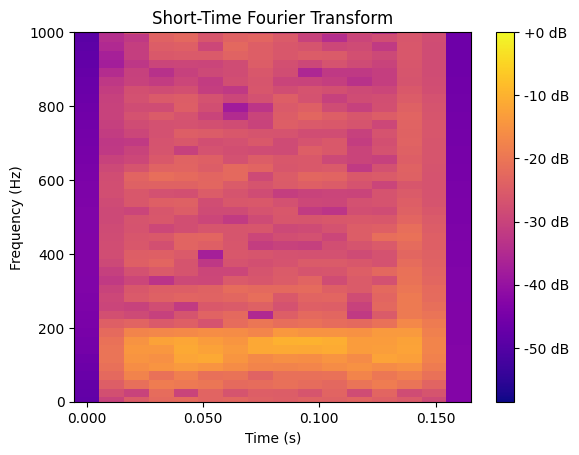 Short-Time Fourier Transform
Frequency (Hz)
1000
800
600
400
200
0
0.000
0.050
0.100
0.150
Time (s)
+0 dB
-10 dB
-20 dB
-30 dB
-40 dB
-50 dB